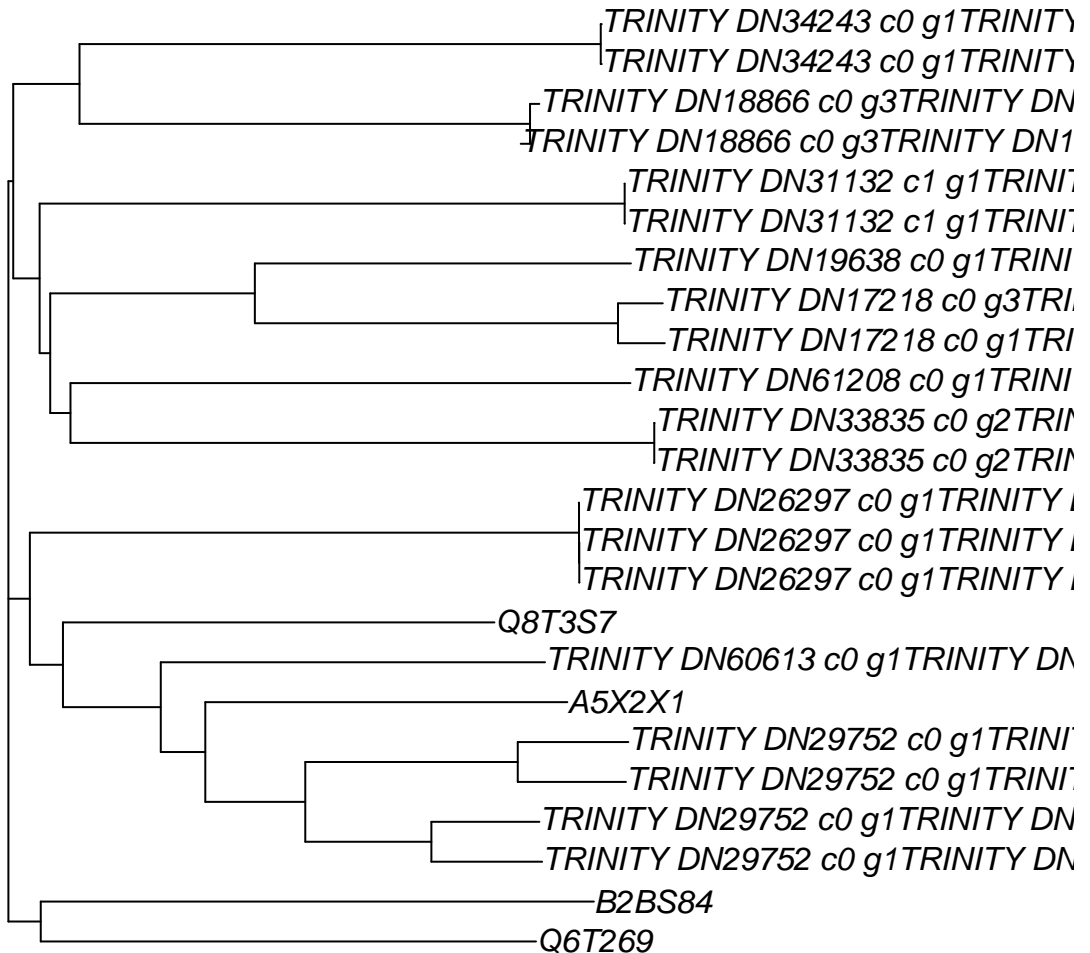 TRINITY DN34243 c0 g1TRINITY
TRINITY DN34243 c0 g1TRINITY
TRINITY DN18866 c0 g3TRINITY DN
TRINITY DN18866 c0 g3TRINITY DN1
TRINITY DN31132 c1 g1TRINIT
TRINITY DN31132 c1 g1TRINIT
TRINITY DN19638 c0 g1TRINI
TRINITY DN17218 c0 g3TRI
TRINITY DN17218 c0 g1TRI
TRINITY DN61208 c0 g1TRINI
TRINITY DN33835 c0 g2TRIN
TRINITY DN33835 c0 g2TRIN
TRINITY DN26297 c0 g1TRINITY
TRINITY DN26297 c0 g1TRINITY
TRINITY DN26297 c0 g1TRINITY
Q8T3S7
TRINITY DN60613 c0 g1TRINITY DN
A5X2X1
TRINITY DN29752 c0 g1TRINIT
TRINITY DN29752 c0 g1TRINIT
TRINITY DN29752 c0 g1TRINITY DN
TRINITY DN29752 c0 g1TRINITY DN
B2BS84
Q6T269